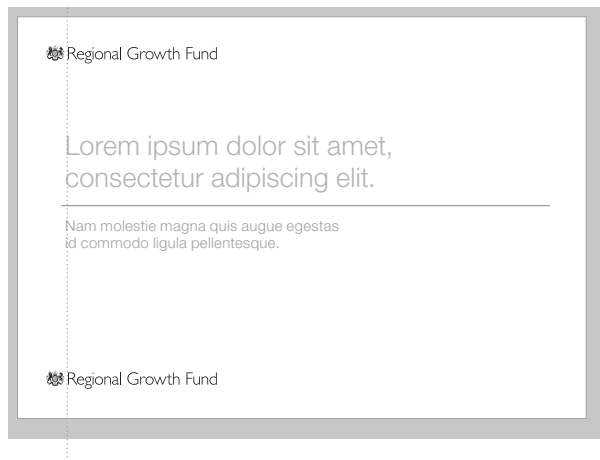 Regional Growth Fund
Lorem ipsum dolor sit amet,
consectetur adipiscing elit.
Nam molestie magna quis augue egestas
id commodo ligula pellentesque.
Regional Growth Fund